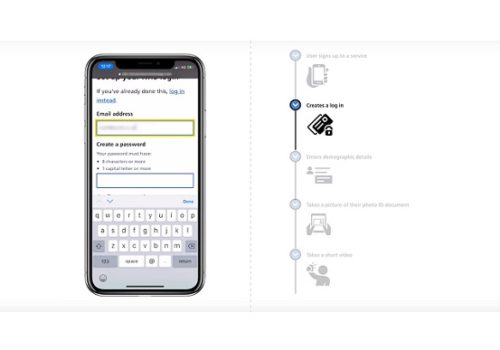 12:17
If you've already done this, log in
instead.
Email address
Create a password
Your password must have:
8 characters or more
1 capital letter or more
Done
q w e r t y u i o p
a s d f g h j k l
z x c v b n m
123 space @ . return
User signs up to a service
Creates a log in
Enters demographic details
Takes a picture of their photo ID document
Takes a short video